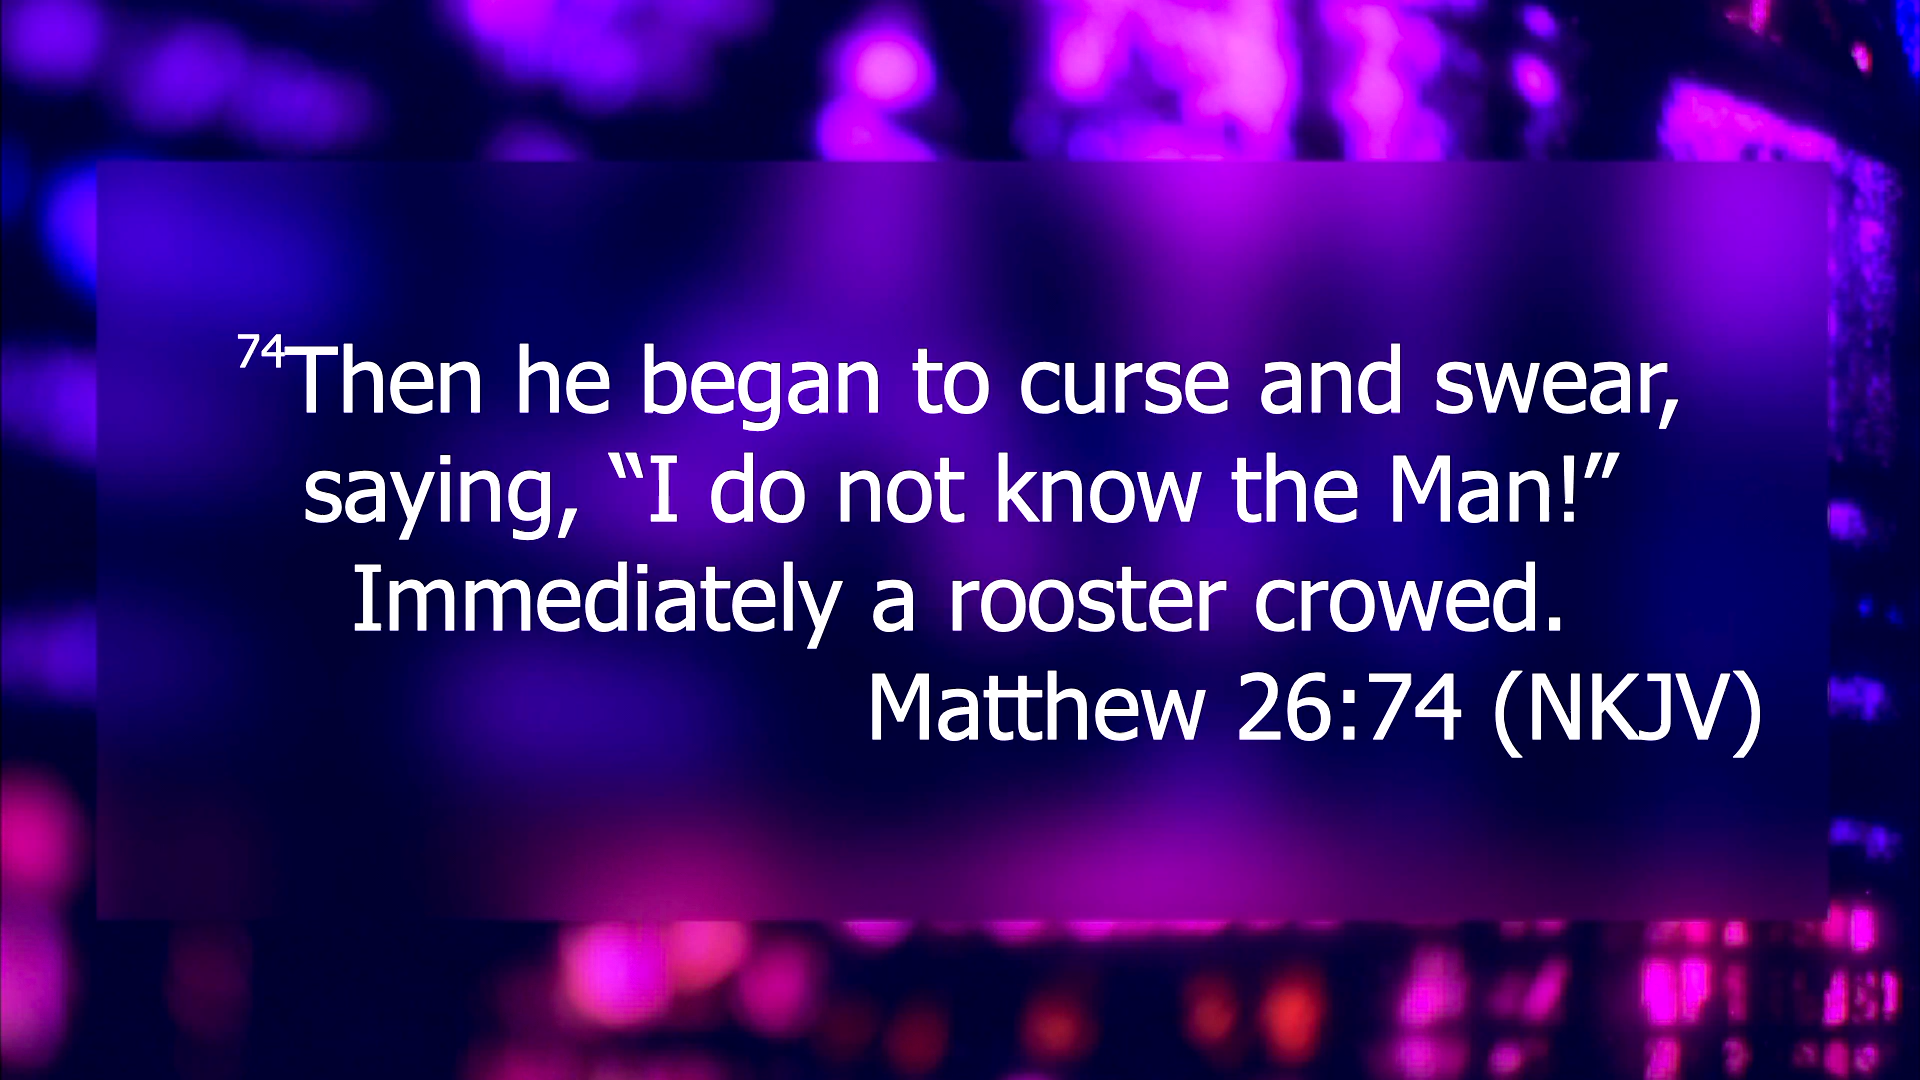 74Then he began to curse and swear,
saying, “I do not know the Man!”
Immediately a rooster crowed.
Matthew 26:74 (NKJV)